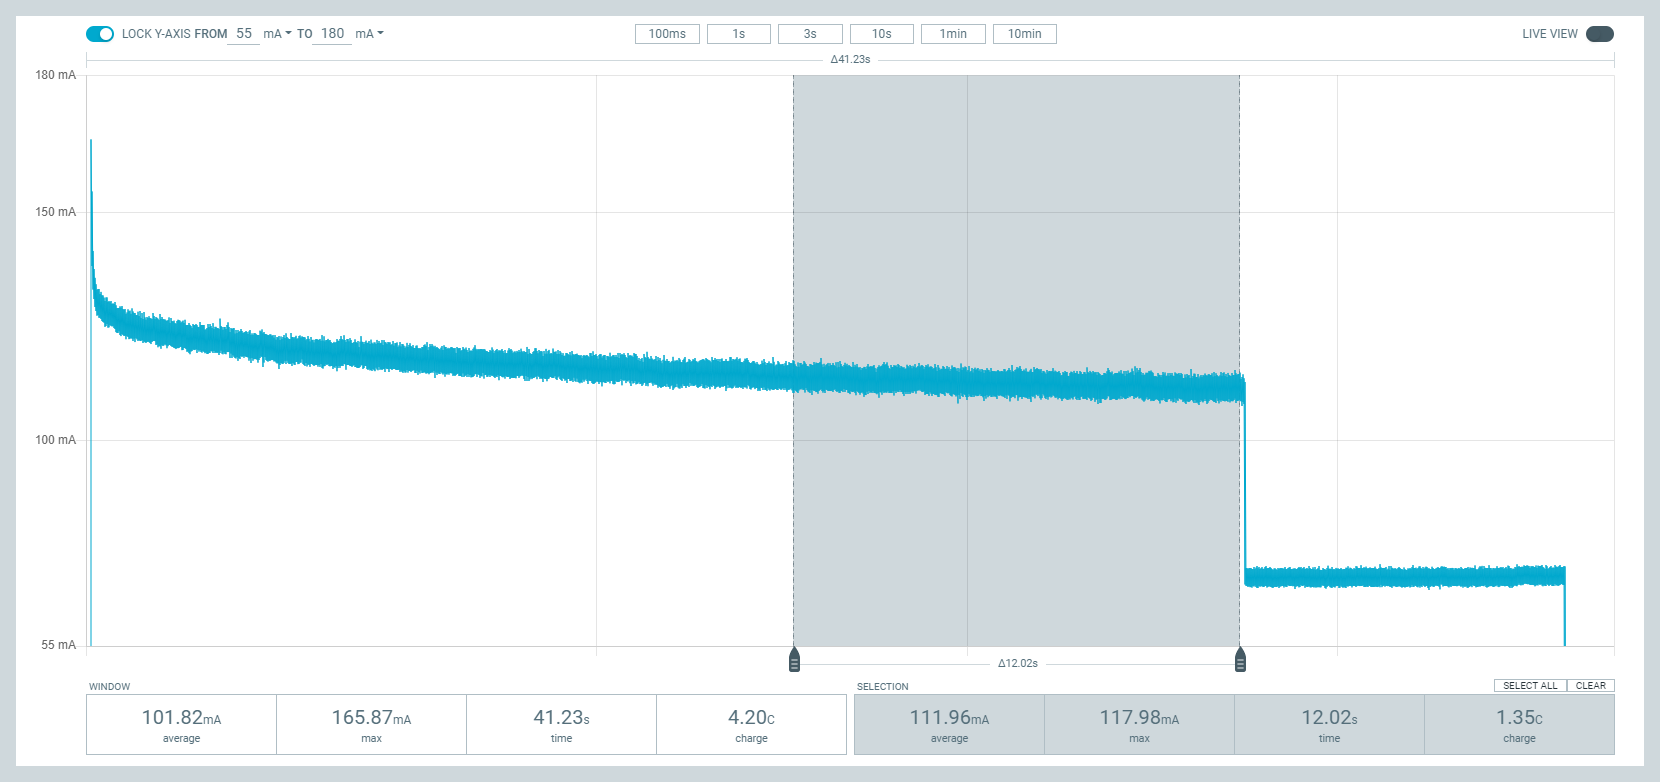 LOCK Y-AXIS FROM 55 mA TO 180 mA 100ms 1s 3s 10s 1min 10min LIVE VIEW
Δ41.23s
180 mA
150 mA
100 mA
55 mA
Δ12.02s
WINDOW SELECTION SELECT ALL CLEAR
101.82mA 165.87mA 41.23s 4.20C 111.96mA 117.98mA 12.02s 1.35C
average max time charge average max time charge